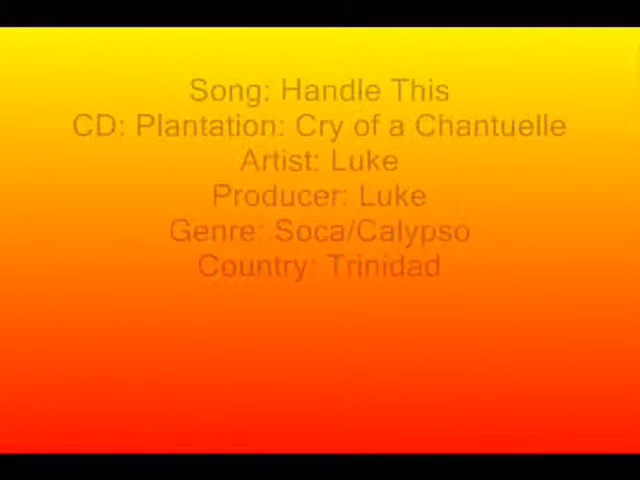 Song: Handle This
CD: Plantation: Cry of a Chantuelle
Artist: Luke
Producer: Luke
Genre: Soca/Calypso
Country: Trinidad